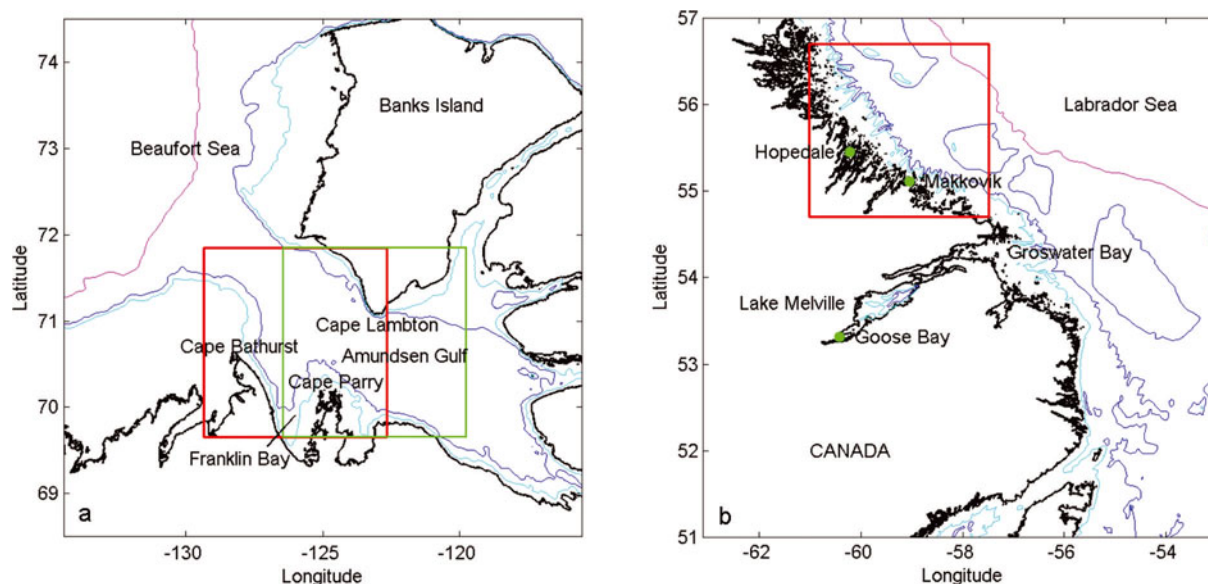 74
73
72
71
70
69
Latitude
Banks Island
Beaufort Sea
Cape Lambton
Cape Bathurst
Amundsen Gulf
Cape Parry
Franklin Bay
a
-130
-125
-120
Longitude
57
56
55
54
53
52
51
Latitude
Labrador Sea
Hopedale
Makkovik
Groswater Bay
Lake Melville
Goose Bay
CANADA
b
-62
-60
-58
-56
-54
Longitude